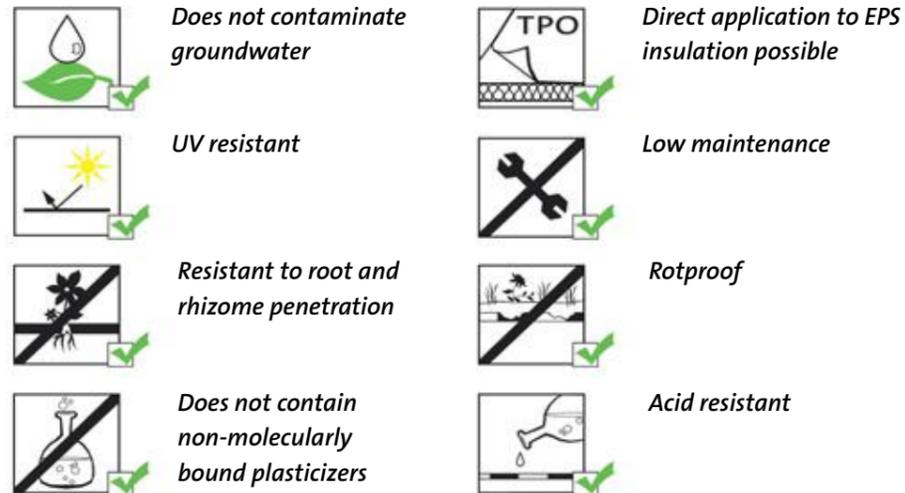 Does not contaminate
groundwater
TPO
Direct application to EPS
insulation possible
UV resistant
Low maintenance
Resistant to root and
rhizome penetration
Rotproof
Does not contain
non-molecularly
bound plasticizers
Acid resistant